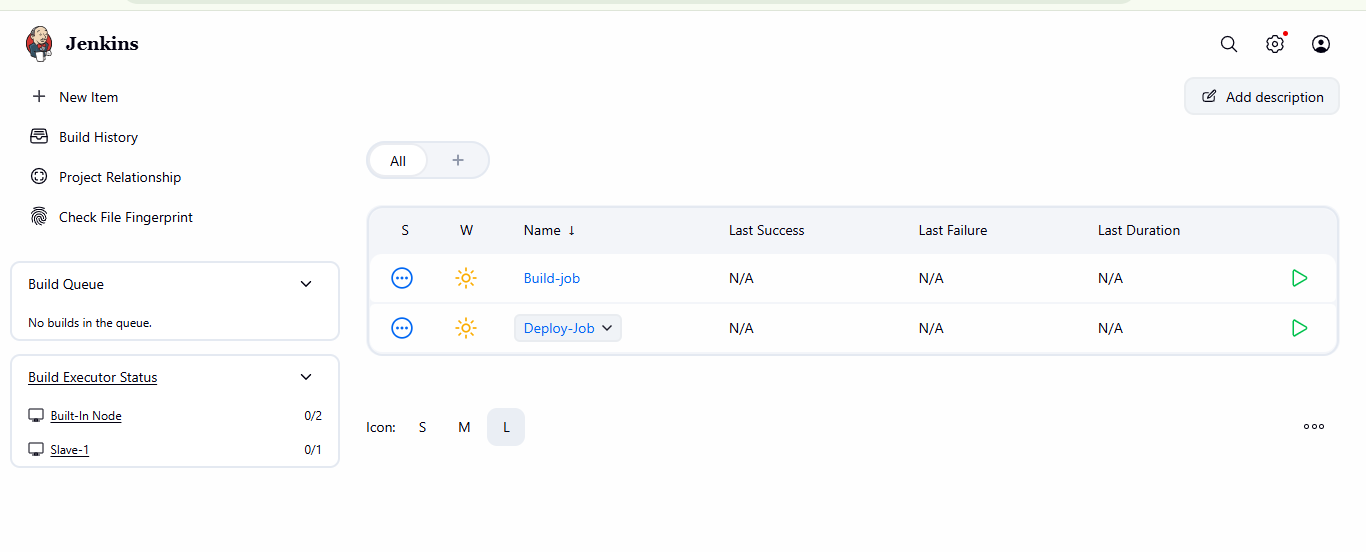 Jenkins
New Item
Add description
Build History
All
Project Relationship
Check File Fingerprint
S W Name ↓ Last Success Last Failure Last Duration
Build-job N/A N/A N/A
Deploy-Job N/A N/A N/A
Build Queue
No builds in the queue.
Build Executor Status
Built-In Node 0/2
Slave-1 0/1
Icon: S M L